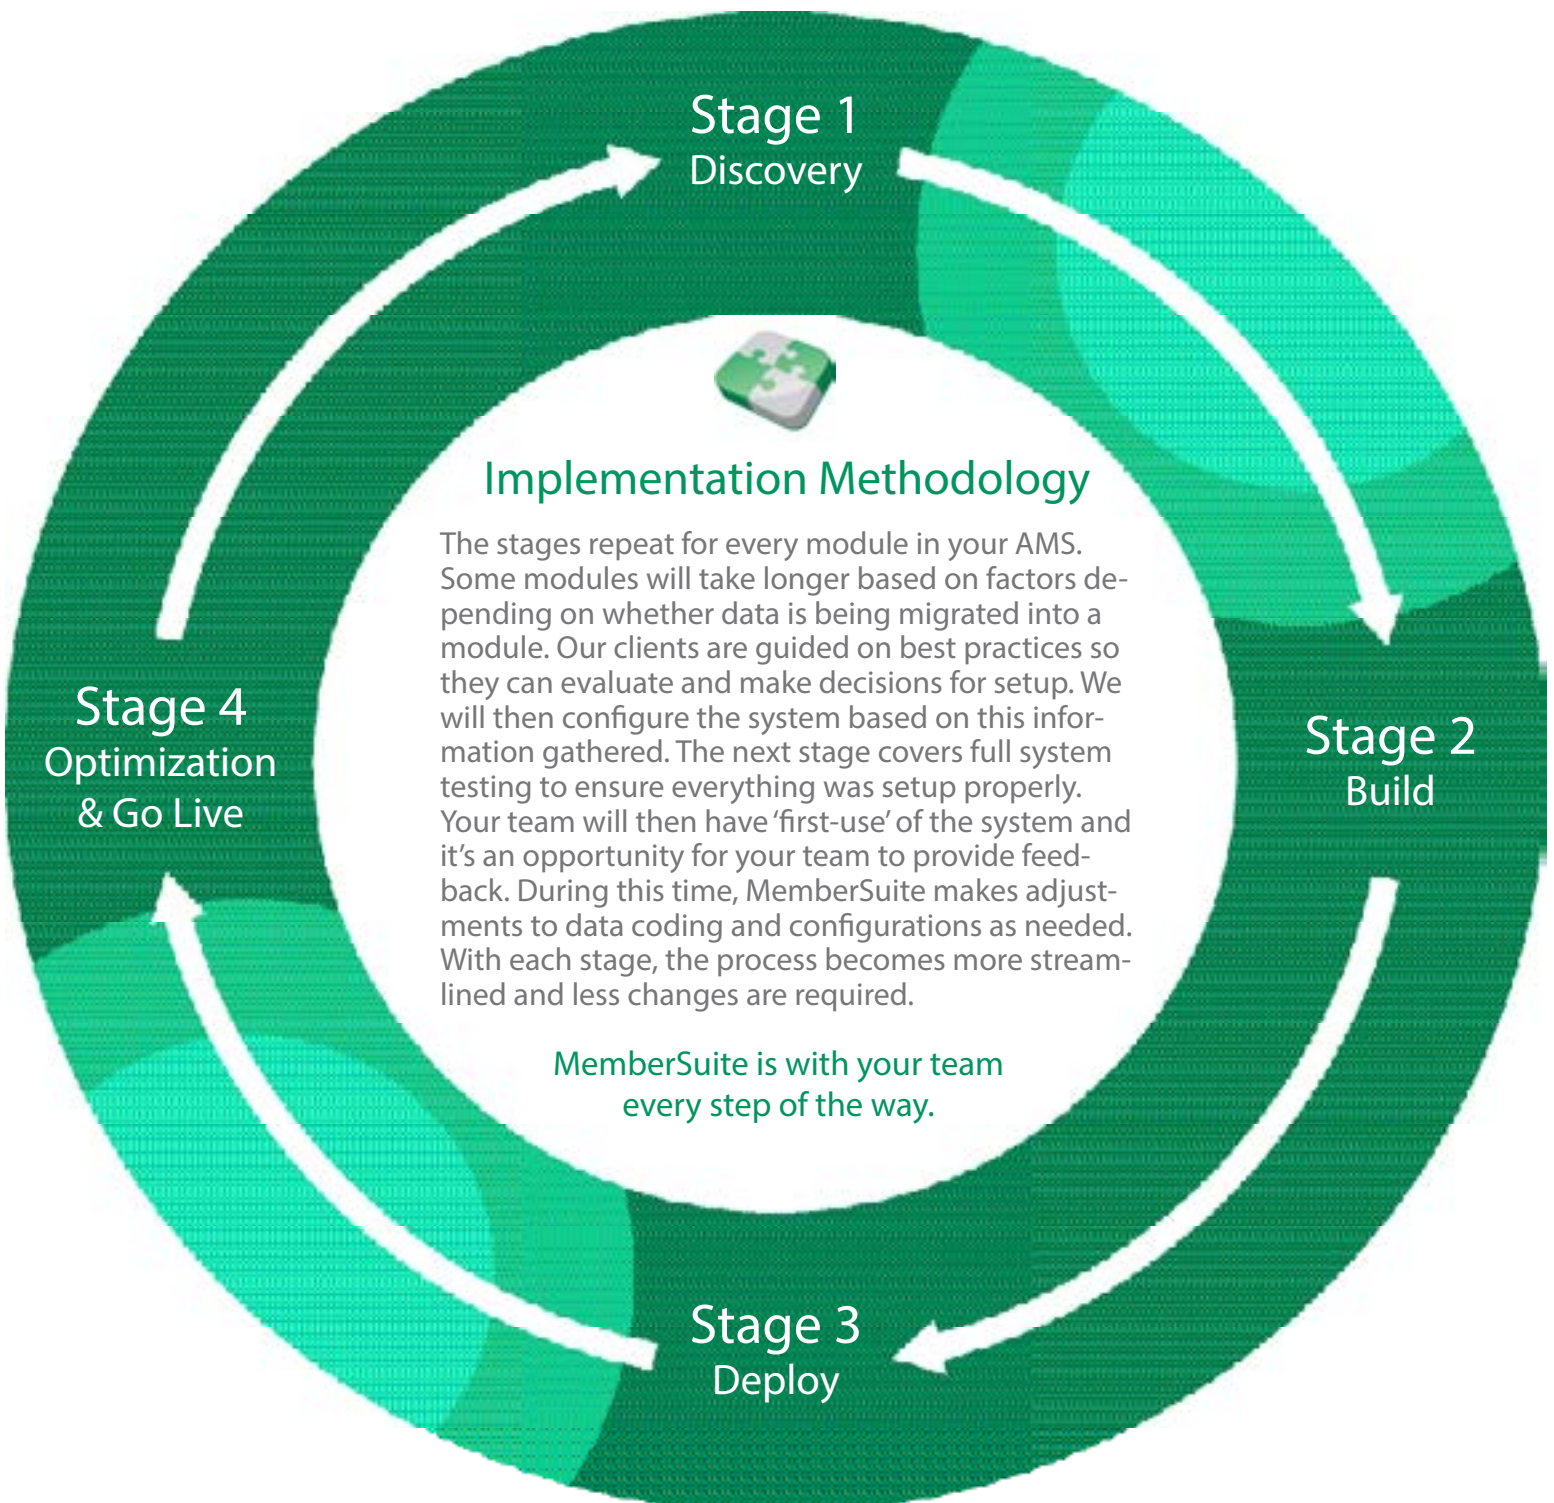 Stage 1
Discovery
Implementation Methodology
The stages repeat for every module in your AMS.
Some modules will take longer based on factors de-
pending on whether data is being migrated into a
module. Our clients are guided on best practices so
they can evaluate and make decisions for setup. We
will then configure the system based on this infor-
mation gathered. The next stage covers full system
testing to ensure everything was setup properly.
Your team will then have ‘first-use’ of the system and
it’s an opportunity for your team to provide feed-
back. During this time, MemberSuite makes adjust-
ments to data coding and configurations as needed.
With each stage, the process becomes more stream-
lined and less changes are required.
MemberSuite is with your team
every step of the way.
Stage 2
Build
Stage 3
Deploy
Stage 4
Optimization
& Go Live